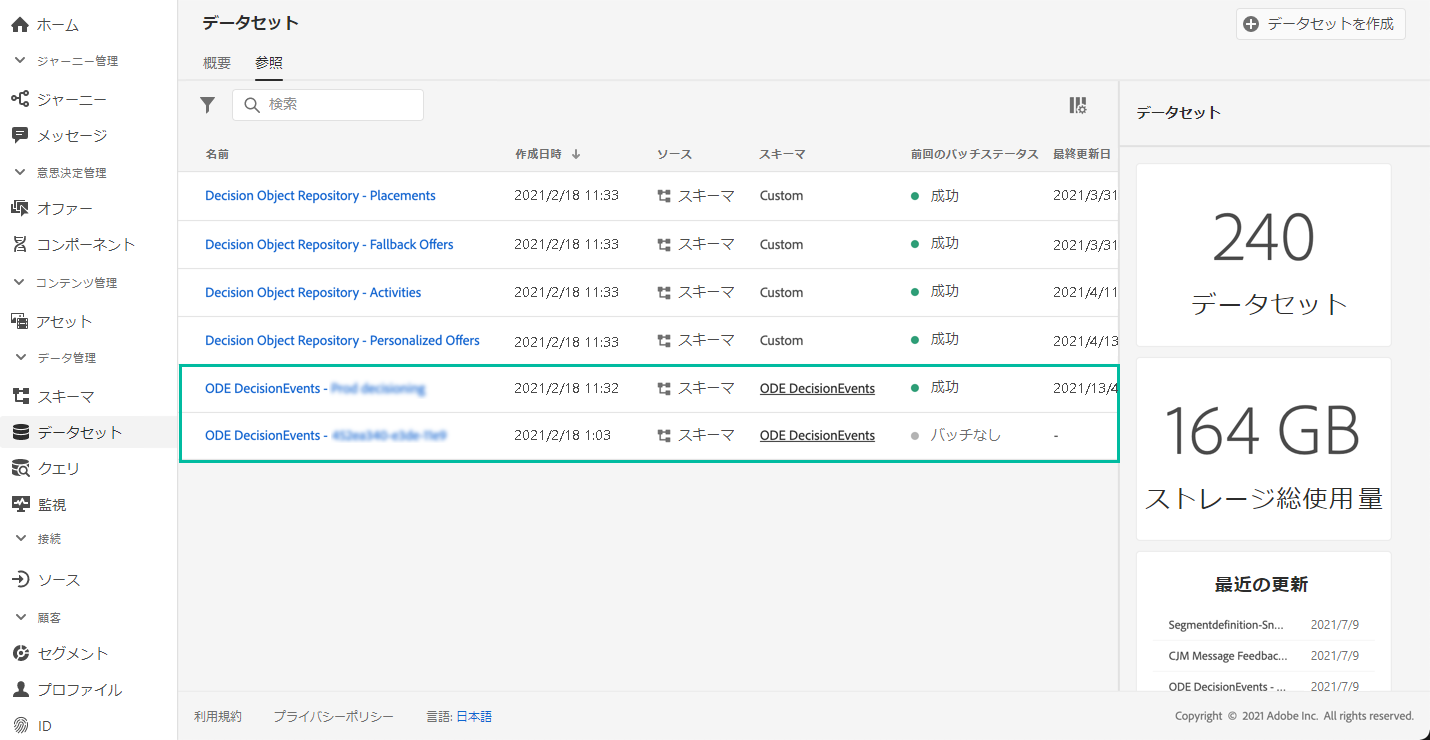 ホーム
ジャーニー管理
ジャーニー
メッセージ
意思決定管理
オファー
コンポーネント
コンテンツ管理
アセット
データ管理
スキーマ
データセット
クエリ
監視
接続
ソース
顧客
セグメント
プロファイル
ID
データセット
データセットを作成
概要 参照
検索
名前 作成日時 ソース スキーマ 前回のバッチステータス 最終更新日
Decision Object Repository - Placements 2021/2/18 11:33 スキーマ Custom 成功 2021/3/31
Decision Object Repository - Fallback Offers 2021/2/18 11:33 スキーマ Custom 成功 2021/3/31
Decision Object Repository - Activities 2021/2/18 11:33 スキーマ Custom 成功 2021/4/11
Decision Object Repository - Personalized Offers 2021/2/18 11:33 スキーマ Custom 成功 2021/4/13
ODE DecisionEvents - Prod decisioning 2021/2/18 11:32 スキーマ ODE DecisionEvents 成功 2021/13/4
ODE DecisionEvents - 2021/2/18 1:03 スキーマ ODE DecisionEvents バッチなし -
データセット
240
データセット
164 GB
ストレージ総使用量
最近の更新
Segmentdefinition-Sn... 2021/7/9
CJM Message Feedbac... 2021/7/9
ODE DecisionEvents - ... 2021/7/9
利用規約 プライバシーポリシー 言語: 日本語
Copyright © 2021 Adobe Inc. All rights reserved.